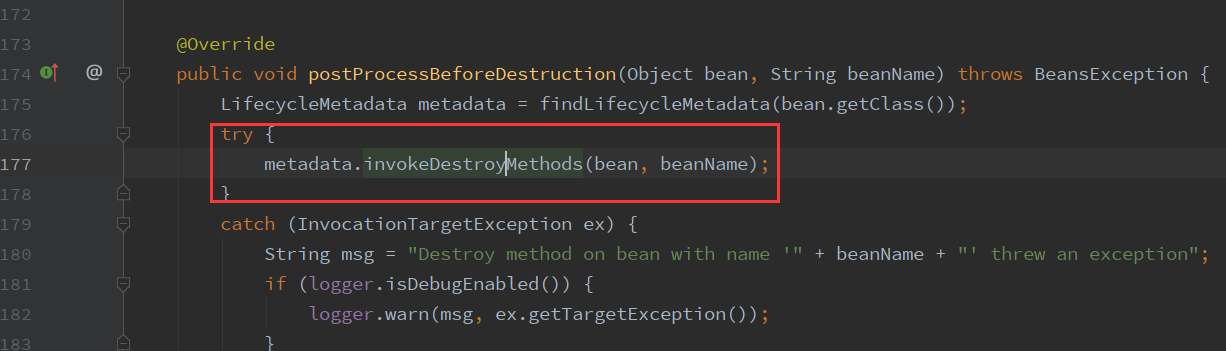 172
173 @Override
174 @ public void postProcessBeforeDestruction(Object bean, String beanName) throws BeansException {
175 LifecycleMetadata metadata = findLifecycleMetadata(bean.getClass());
176 try {
177 metadata.invokeDestroyMethods(bean, beanName);
178 }
179 catch (InvocationTargetException ex) {
180 String msg = "Destroy method on bean with name '" + beanName + "' threw an exception";
181 if (logger.isDebugEnabled()) {
182 logger.warn(msg, ex.getTargetException());
183 }